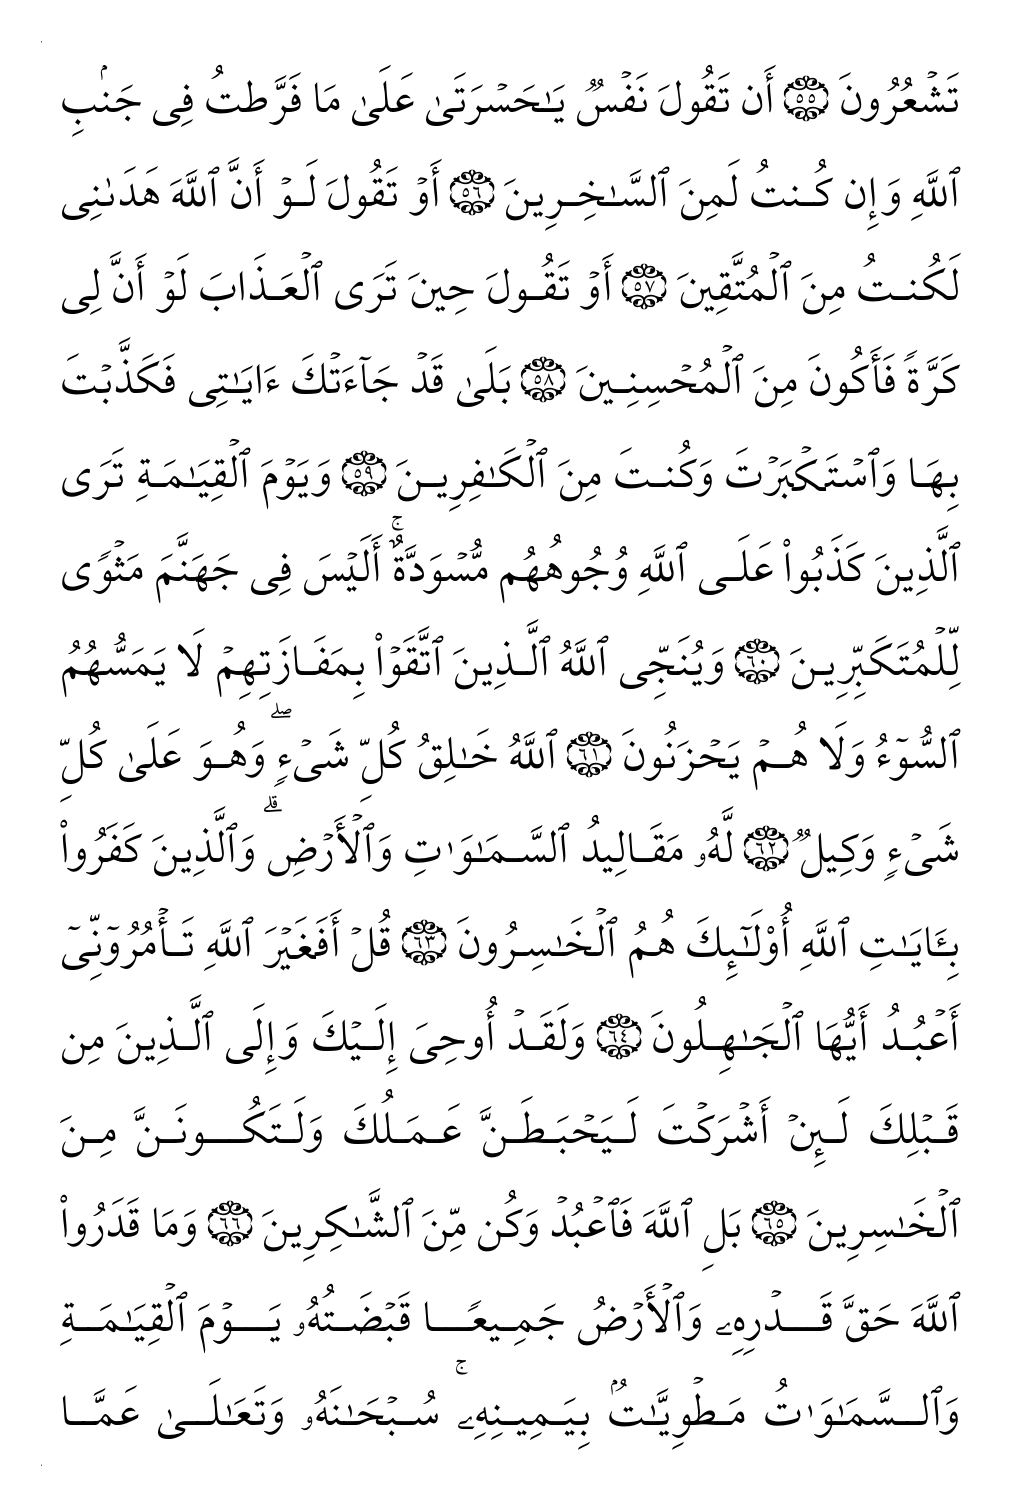 تَشۡعُرُونَ ٥٥ أَن تَقُولَ نَفۡسٞ يَٰحَسۡرَتَىٰ عَلَىٰ مَا فَرَّطتُ فِي جَنۢبِ
ٱللَّهِ وَإِن كُنتُ لَمِنَ ٱلسَّٰخِرِينَ ٥٦ أَوۡ تَقُولَ لَوۡ أَنَّ ٱللَّهَ هَدَىٰنِي
لَكُنتُ مِنَ ٱلۡمُتَّقِينَ ٥٧ أَوۡ تَقُولَ حِينَ تَرَى ٱلۡعَذَابَ لَوۡ أَنَّ لِي
كَرَّةٗ فَأَكُونَ مِنَ ٱلۡمُحۡسِنِينَ ٥٨ بَلَىٰ قَدۡ جَآءَتۡكَ ءَايَٰتِي فَكَذَّبۡتَ
بِهَا وَٱسۡتَكۡبَرۡتَ وَكُنتَ مِنَ ٱلۡكَٰفِرِينَ ٥٩ وَيَوۡمَ ٱلۡقِيَٰمَةِ تَرَى
ٱلَّذِينَ كَذَبُواْ عَلَى ٱللَّهِ وُجُوهُهُم مُّسۡوَدَّةٌۚ أَلَيۡسَ فِي جَهَنَّمَ مَثۡوٗى
لِّلۡمُتَكَبِّرِينَ ٦٠ وَيُنَجِّي ٱللَّهُ ٱلَّذِينَ ٱتَّقَوۡاْ بِمَفَازَتِهِمۡ لَا يَمَسُّهُمُ
ٱلسُّوٓءُ وَلَا هُمۡ يَحۡزَنُونَ ٦١ ٱللَّهُ خَٰلِقُ كُلِّ شَيۡءٖۖ وَهُوَ عَلَىٰ كُلِّ
شَيۡءٖ وَكِيلٞ ٦٢ لَّهُۥ مَقَالِيدُ ٱلسَّمَٰوَٰتِ وَٱلۡأَرۡضِۗ وَٱلَّذِينَ كَفَرُواْ
بِـَٔايَٰتِ ٱللَّهِ أُوْلَٰٓئِكَ هُمُ ٱلۡخَٰسِرُونَ ٦٣ قُلۡ أَفَغَيۡرَ ٱللَّهِ تَأۡمُرُوٓنِّيٓ
أَعۡبُدُ أَيُّهَا ٱلۡجَٰهِلُونَ ٦٤ وَلَقَدۡ أُوحِيَ إِلَيۡكَ وَإِلَى ٱلَّذِينَ مِن
قَبۡلِكَ لَئِنۡ أَشۡرَكۡتَ لَيَحۡبَطَنَّ عَمَلُكَ وَلَتَكُونَنَّ مِنَ
ٱلۡخَٰسِرِينَ ٦٥ بَلِ ٱللَّهَ فَٱعۡبُدۡ وَكُن مِّنَ ٱلشَّٰكِرِينَ ٦٦ وَمَا قَدَرُواْ
ٱللَّهَ حَقَّ قَدۡرِهِۦ وَٱلۡأَرۡضُ جَمِيعٗا قَبۡضَتُهُۥ يَوۡمَ ٱلۡقِيَٰمَةِ
وَٱلسَّمَٰوَٰتُ مَطۡوِيَّٰتُۢ بِيَمِينِهِۦۚ سُبۡحَٰنَهُۥ وَتَعَٰلَىٰ عَمَّا